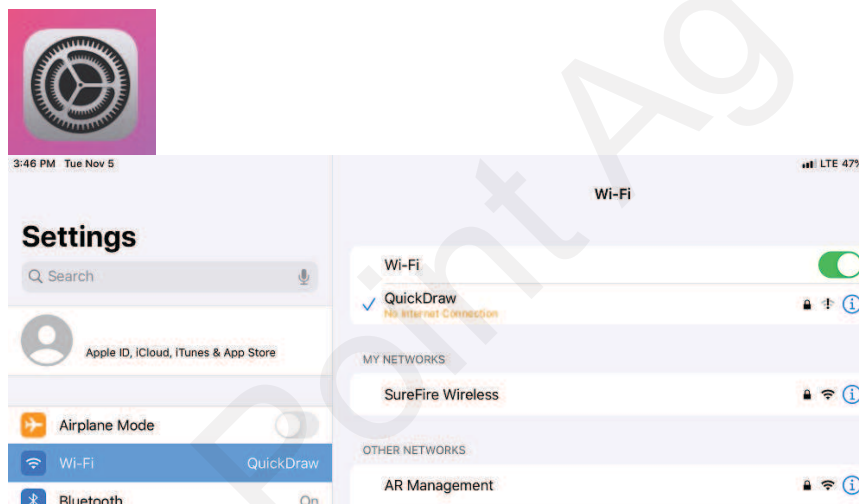 3:46 PM Tue Nov 5
LTE 47%
Settings
Search
Apple ID, iCloud, iTunes & App Store
Airplane Mode
Wi-Fi QuickDraw
Bluetooth On
Wi-Fi
Wi-Fi
QuickDraw
No Internet Connection
MY NETWORKS
SureFire Wireless
OTHER NETWORKS
AR Management
Point Ag